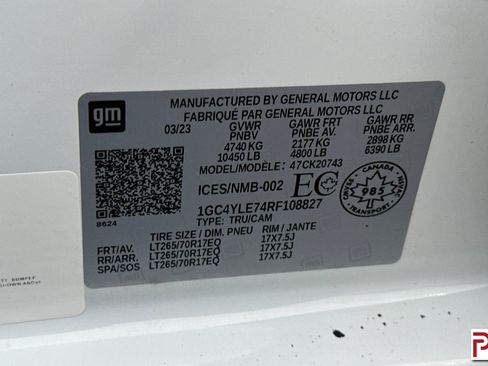 gm
MANUFACTURED BY GENERAL MOTORS LLC
FABRIQUÉ PAR GENERAL MOTORS LLC
03/23 GVWR GAWR FRT GAWR RR
PNBV PNBE AV. PNBE ARR.
4740 KG 2177 KG 2898 KG
10450 LB 4800 LB 6390 LB
MODEL/MODÈLE: 47CK20743
ICES/NMB-002 EC
CANADA
985
TRANSPORT
1GC4YLE74RF108827
8624
TYPE: TRU/CAM
TIRE SIZE / DIM. PNEU RIM / JANTE
FRT/AV. LT265/70R17EQ 17X7.5J
RR/ARR. LT265/70R17EQ 17X7.5J
SPA/SOS LT265/70R17EQ 17X7.5J
BUMPER
P